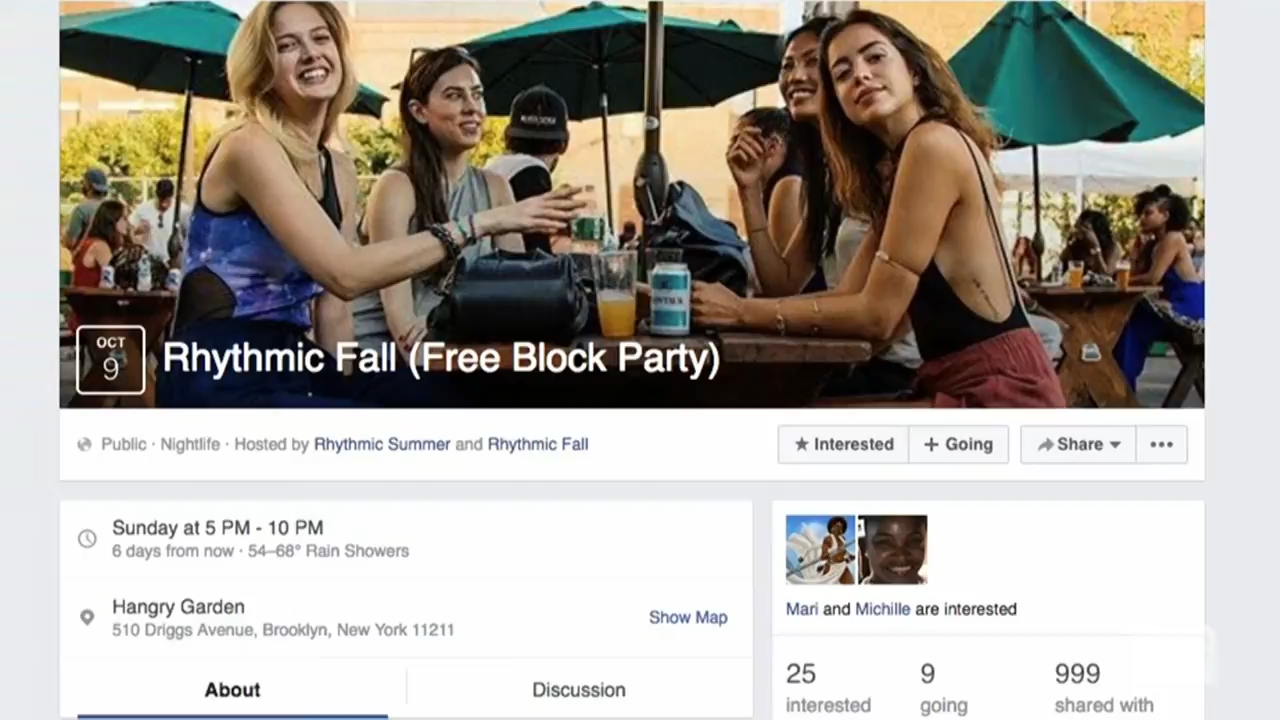 OCT
9
Rhythmic Fall (Free Block Party)
Public · Nightlife · Hosted by Rhythmic Summer and Rhythmic Fall
Interested
Going
Share
Sunday at 5 PM - 10 PM
6 days from now · 54–68° Rain Showers
Hangry Garden
510 Driggs Avenue, Brooklyn, New York 11211
Show Map
About
Discussion
Mari and Michille are interested
25
interested
9
going
999
shared with